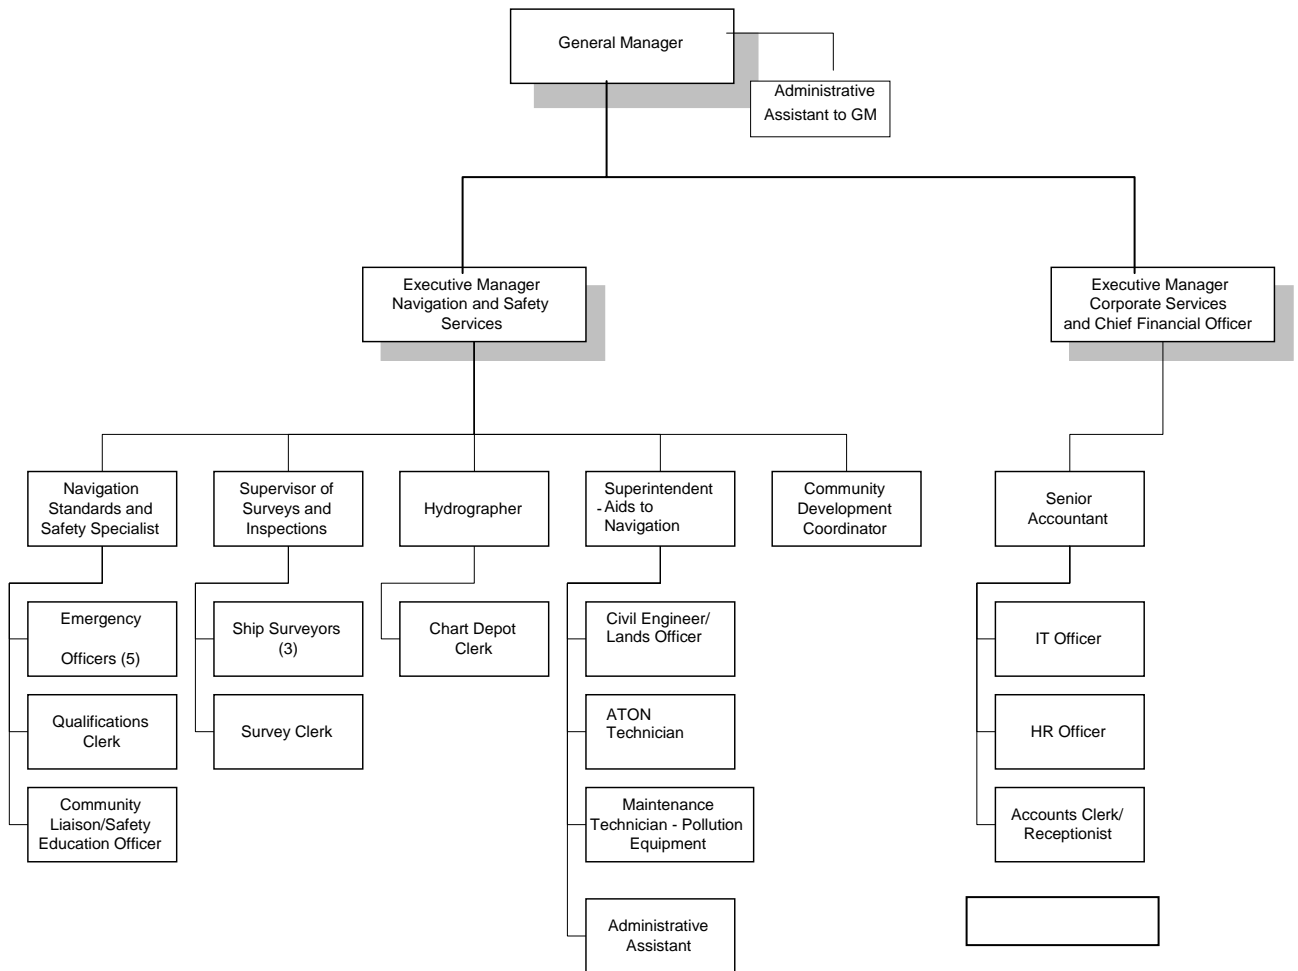 General Manager
Administrative
Assistant to GM
Executive Manager
Navigation and Safety
Services
Executive Manager
Corporate Services
and Chief Financial Officer
Navigation
Standards and
Safety Specialist
Supervisor of
Surveys and
Inspections
Hydrographer
Superintendent
- Aids to
Navigation
Community
Development
Coordinator
Senior
Accountant
Emergency
Officers (5)
Ship Surveyors
(3)
Chart Depot
Clerk
Civil Engineer/
Lands Officer
IT Officer
Qualifications
Clerk
Survey Clerk
ATON
Technician
HR Officer
Community
Liaison/Safety
Education Officer
Maintenance
Technician - Pollution
Equipment
Accounts Clerk/
Receptionist
Administrative
Assistant